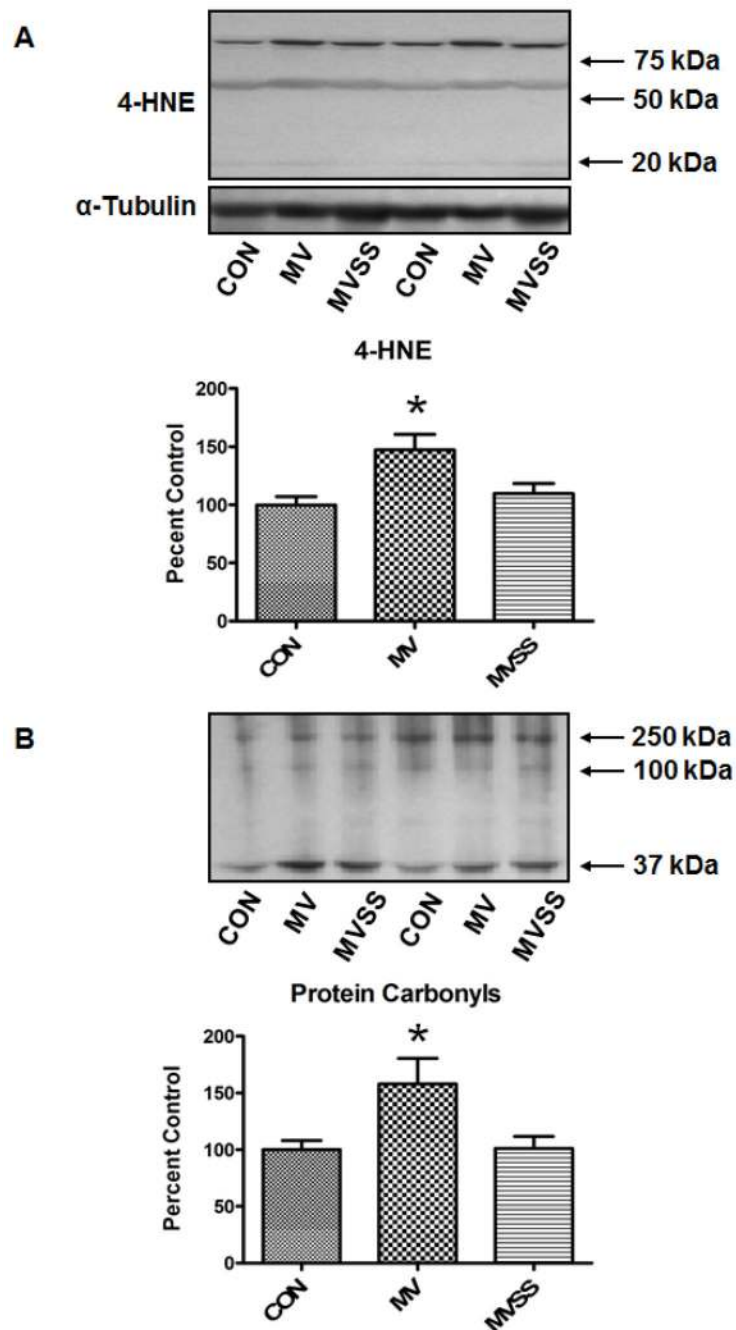 A
4-HNE
75 kDa
50 kDa
20 kDa
α-Tubulin
CON MV MVSS CON MV MVSS
4-HNE
Pecent Control
200
150
100
50
0
*
CON MV MVSS
B
250 kDa
100 kDa
37 kDa
CON MV MVSS CON MV MVSS
Protein Carbonyls
Percent Control
200
150
100
50
0
*
CON MV MVSS